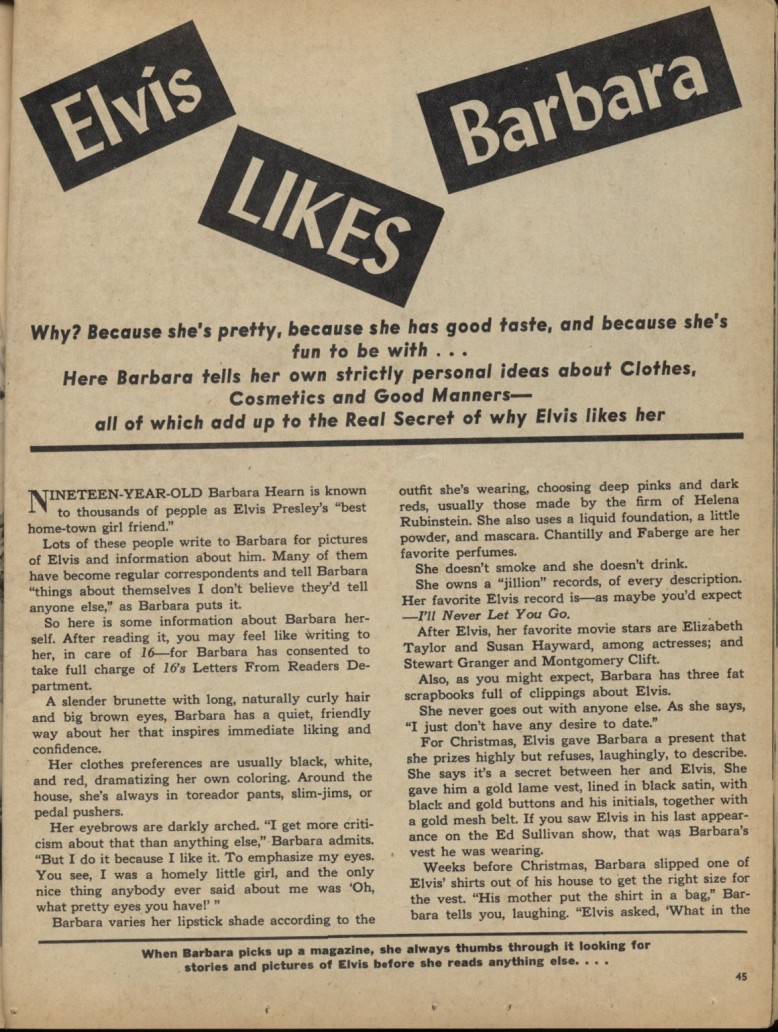 Elvis
LIKES
Barbara
Why? Because she's pretty, because she has good taste, and because she's
fun to be with . . .
Here Barbara tells her own strictly personal ideas about Clothes,
Cosmetics and Good Manners—
all of which add up to the Real Secret of why Elvis likes her
NINETEEN-YEAR-OLD Barbara Hearn is known
to thousands of pepple as Elvis Presley's "best
home-town girl friend."
Lots of these people write to Barbara for pictures
of Elvis and information about him. Many of them
have become regular correspondents and tell Barbara
"things about themselves I don't believe they'd tell
anyone else," as Barbara puts it.
So here is some information about Barbara her-
self. After reading it, you may feel like writing to
her, in care of 16—for Barbara has consented to
take full charge of 16's Letters From Readers De-
partment.
A slender brunette with long, naturally curly hair
and big brown eyes, Barbara has a quiet, friendly
way about her that inspires immediate liking and
confidence.
Her clothes preferences are usually black, white,
and red, dramatizing her own coloring. Around the
house, she's always in toreador pants, slim-jims, or
pedal pushers.
Her eyebrows are darkly arched. "I get more criti-
cism about that than anything else," Barbara admits.
"But I do it because I like it. To emphasize my eyes.
You see, I was a homely little girl, and the only
nice thing anybody ever said about me was 'Oh,
what pretty eyes you have!' "
Barbara varies her lipstick shade according to the
outfit she's wearing, choosing deep pinks and dark
reds, usually those made by the firm of Helena
Rubinstein. She also uses a liquid foundation, a little
powder, and mascara. Chantilly and Faberge are her
favorite perfumes.
She doesn't smoke and she doesn't drink.
She owns a "jillion" records, of every description.
Her favorite Elvis record is—as maybe you'd expect
—I'll Never Let You Go.
After Elvis, her favorite movie stars are Elizabeth
Taylor and Susan Hayward, among actresses; and
Stewart Granger and Montgomery Clift.
Also, as you might expect, Barbara has three fat
scrapbooks full of clippings about Elvis.
She never goes out with anyone else. As she says,
"I just don't have any desire to date."
For Christmas, Elvis gave Barbara a present that
she prizes highly but refuses, laughingly, to describe.
She says it's a secret between her and Elvis. She
gave him a gold lame vest, lined in black satin, with
black and gold buttons and his initials, together with
a gold mesh belt. If you saw Elvis in his last appear-
ance on the Ed Sullivan show, that was Barbara's
vest he was wearing.
Weeks before Christmas, Barbara slipped one of
Elvis' shirts out of his house to get the right size for
the vest. "His mother put the shirt in a bag," Bar-
bara tells you, laughing. "Elvis asked, 'What in the
When Barbara picks up a magazine, she always thumbs through it looking for
stories and pictures of Elvis before she reads anything else. . . .
45